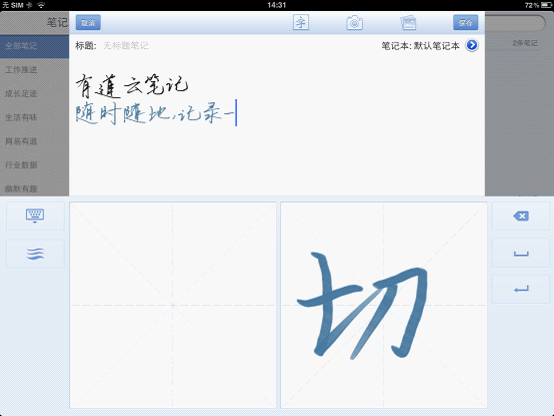 无 SIM 卡 14:31 72%
笔记 取消 字 保存
标题: 无标题笔记 笔记本: 默认笔记本
全部笔记 2条笔记
工作推进
成长足迹
生活有味
网易有道
行业数据
幽默有趣
有道云笔记
随时随地,记录一
切